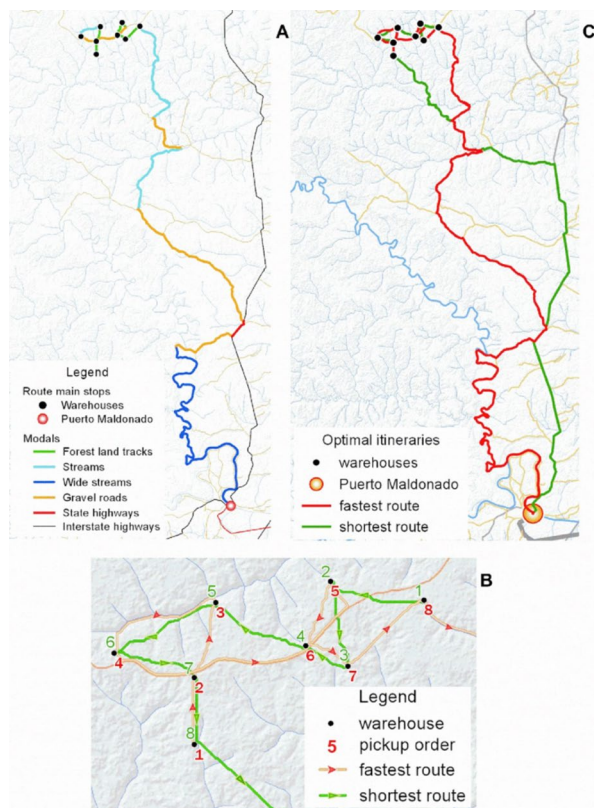 A
Legend
Route main stops
Warehouses
Puerto Maldonado
Modals
Forest land tracks
Streams
Wide streams
Gravel roads
State highways
Interstate highways
C
Optimal itineraries
warehouses
Puerto Maldonado
fastest route
shortest route
B
2
5
1
8
5
3
6
4
4
6
3
7
7
2
8
1
Legend
warehouse
5 pickup order
fastest route
shortest route